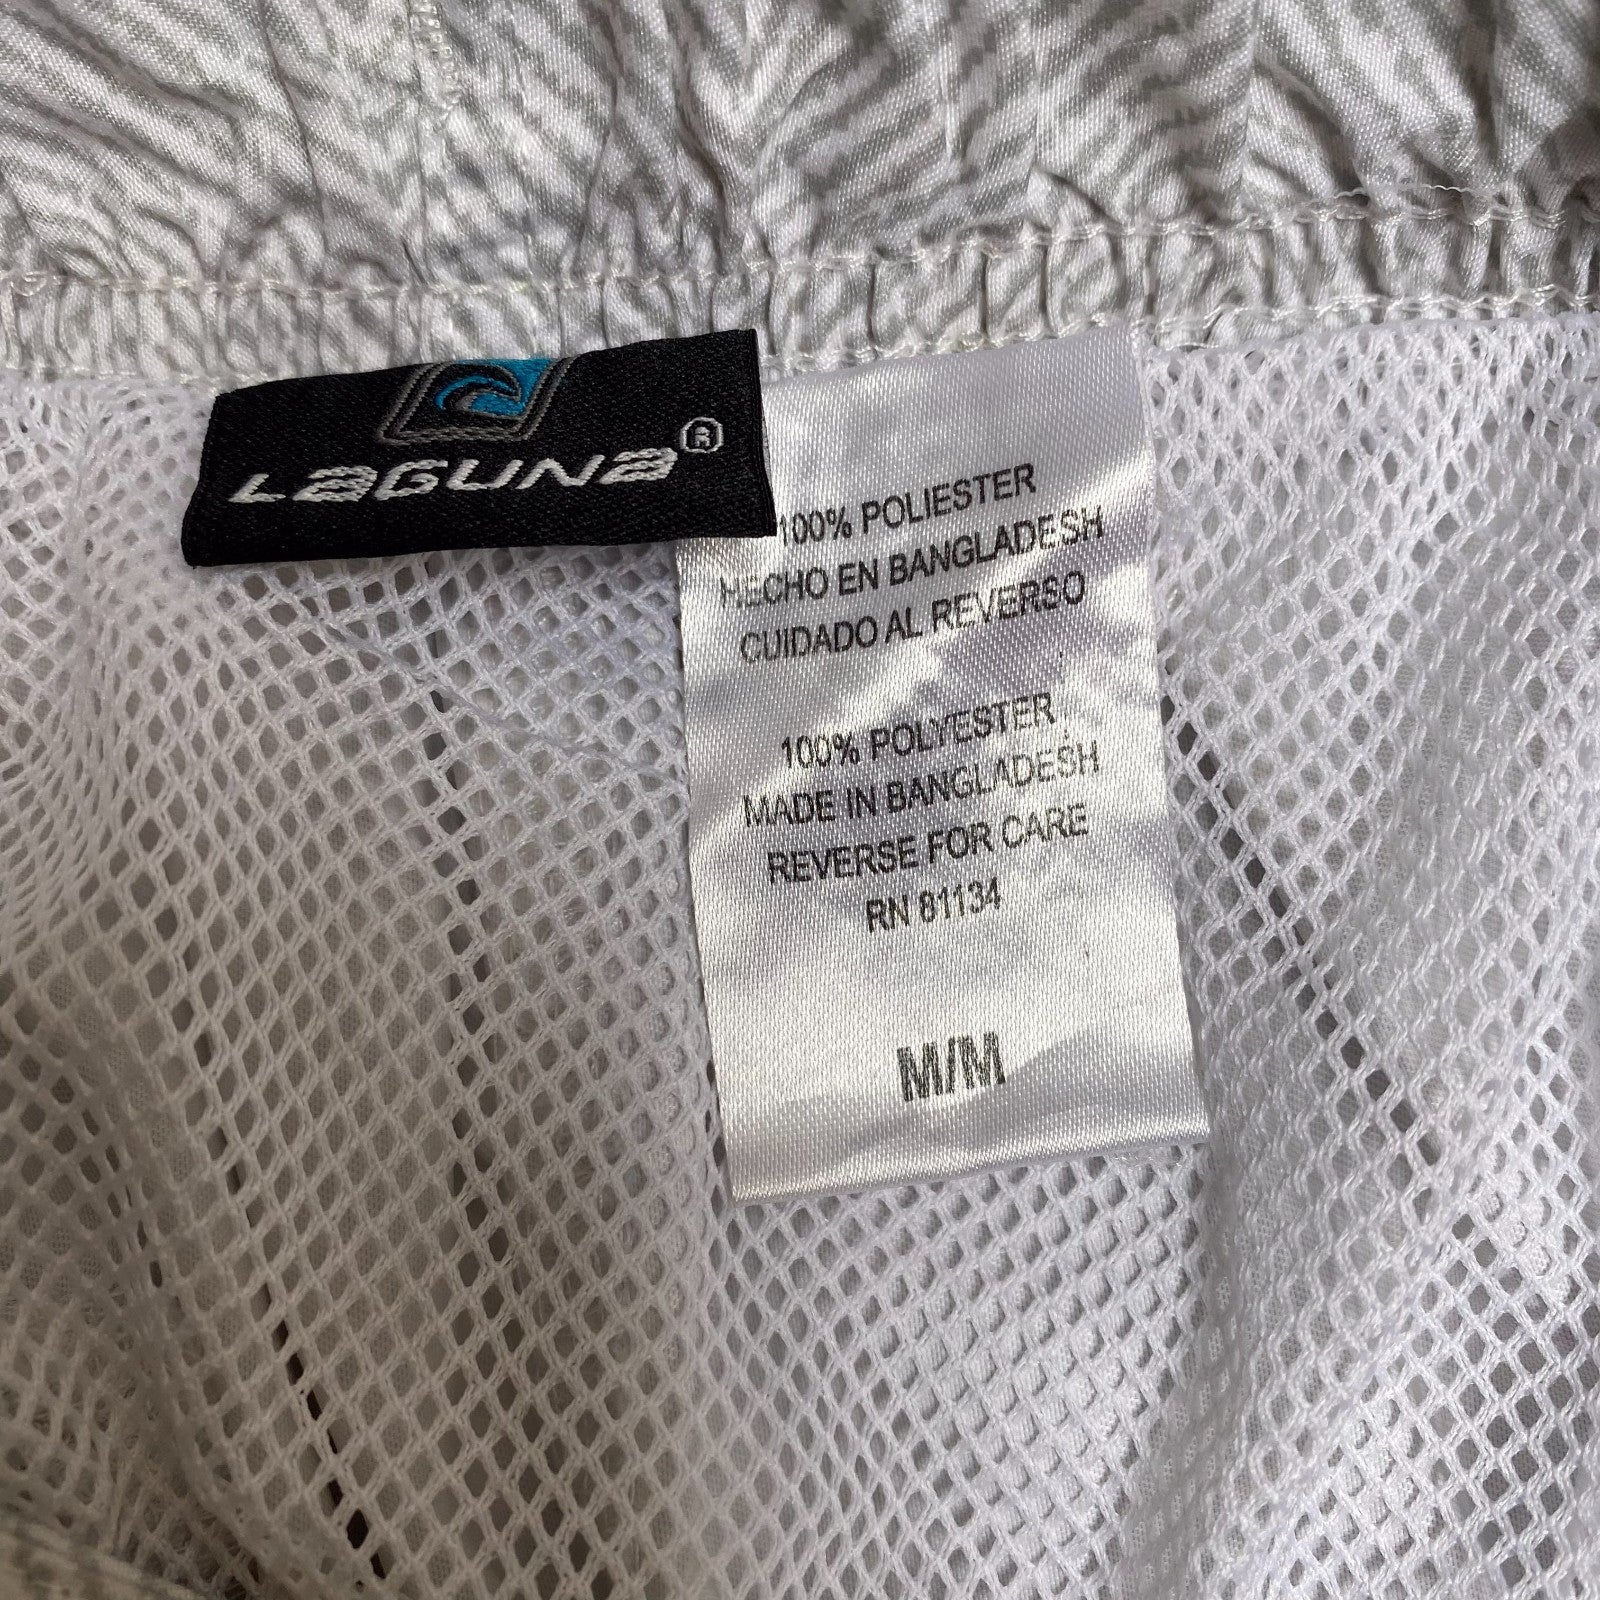 LAGUNA®
100% POLIESTER
HECHO EN BANGLADESH
CUIDADO AL REVERSO
100% POLYESTER
MADE IN BANGLADESH
REVERSE FOR CARE
RN 81134
M/M